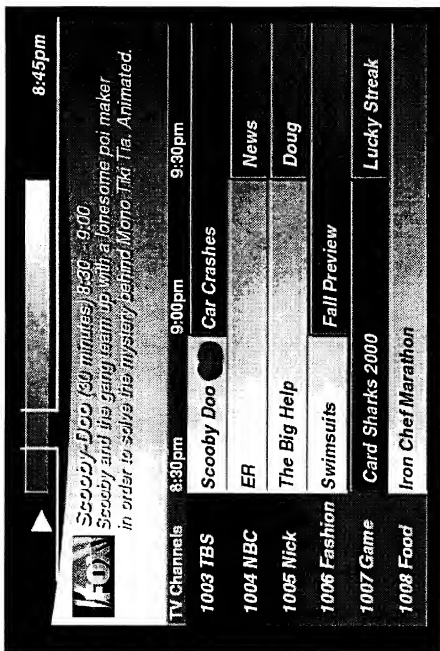 8:45pm
FOX
Scooby-Doo (30 minutes) 8:30 - 9:00
Scooby and the gang team up with a lonesome poi maker
in order to solve the mystery behind Momo Tiki Tia. Animated.
TV Channels 8:30pm 9:00pm 9:30pm
1003 TBS Scooby Doo Car Crashes
1004 NBC ER News
1005 Nick The Big Help Doug
1006 Fashion Swimsuits Fall Preview
1007 Game Card Sharks 2000 Lucky Streak
1008 Food Iron Chef Marathon